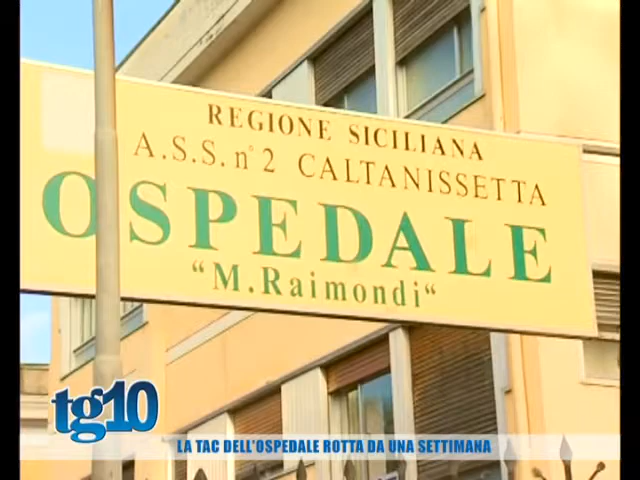 REGIONE SICILIANA
A.S.S. n° 2 CALTANISSETTA
OSPEDALE
“M.Raimondi“
tg10
LA TAC DELL'OSPEDALE ROTTA DA UNA SETTIMANA